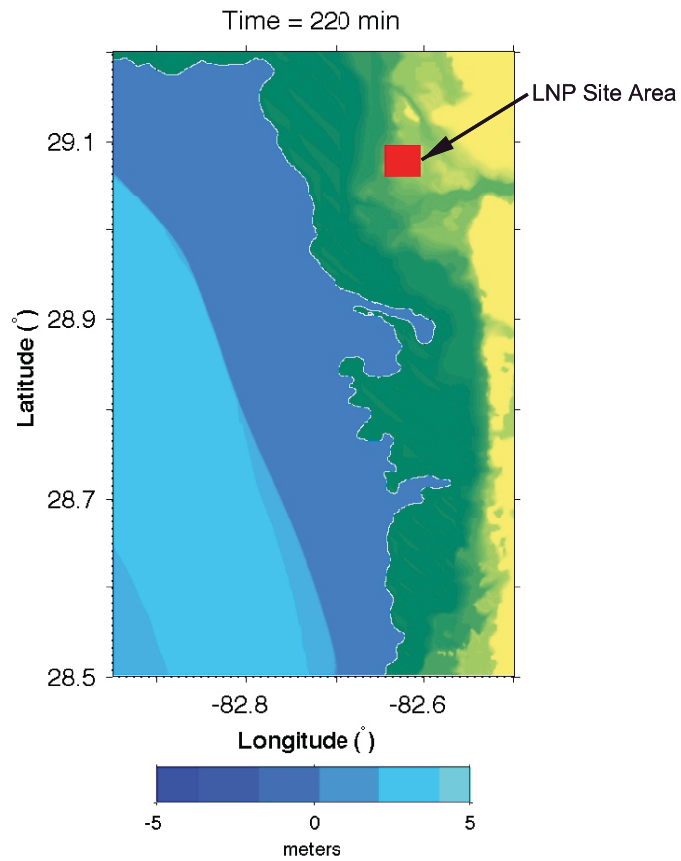 Time = 220 min
LNP Site Area
29.1
28.9
28.7
28.5
Latitude (°)
-82.8 -82.6
Longitude (°)
-5 0 5
meters